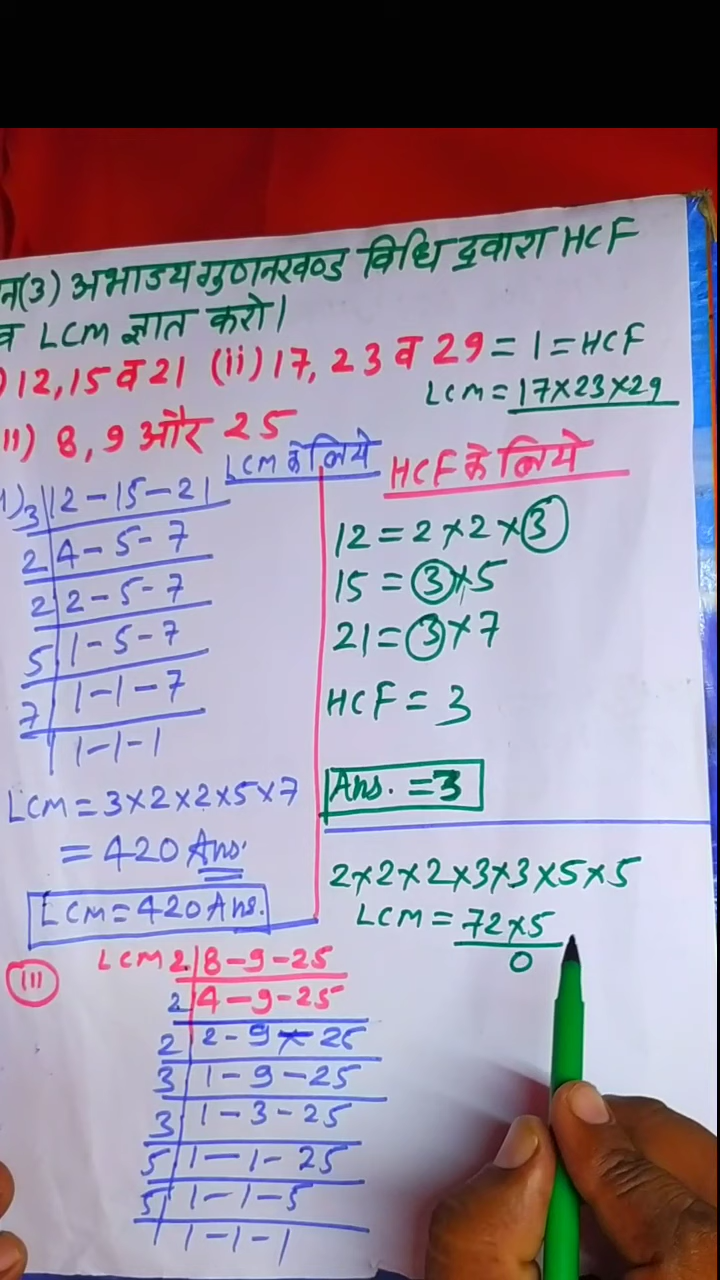 न(3) अभाज्य गुणनखण्ड विधि द्वारा HCF
व LCM ज्ञात करो।
) 12, 15 व 21 (ii) 17, 23 व 29 = 1 = HCF
LCM = 17×23×29
ii) 8, 9 और 25
LCM के लिये
3 | 12 – 15 – 21
2 | 4 – 5 – 7
2 | 2 – 5 – 7
5 | 1 – 5 – 7
7 | 1 – 1 – 7
1 – 1 – 1
LCM = 3×2×2×5×7
= 420 Ans.
LCM = 420 Ans.
HCF के लिये
12 = 2×2×3
15 = 3×5
21 = 3×7
HCF = 3
Ans. = 3
2×2×2×3×3×5×5
LCM = 72×5
0
(iii) LCM 2 | 8 – 9 – 25
2 | 4 – 9 – 25
2 | 2 – 9 – 25
3 | 1 – 9 – 25
3 | 1 – 3 – 25
5 | 1 – 1 – 25
5 | 1 – 1 – 5
1 – 1 – 1